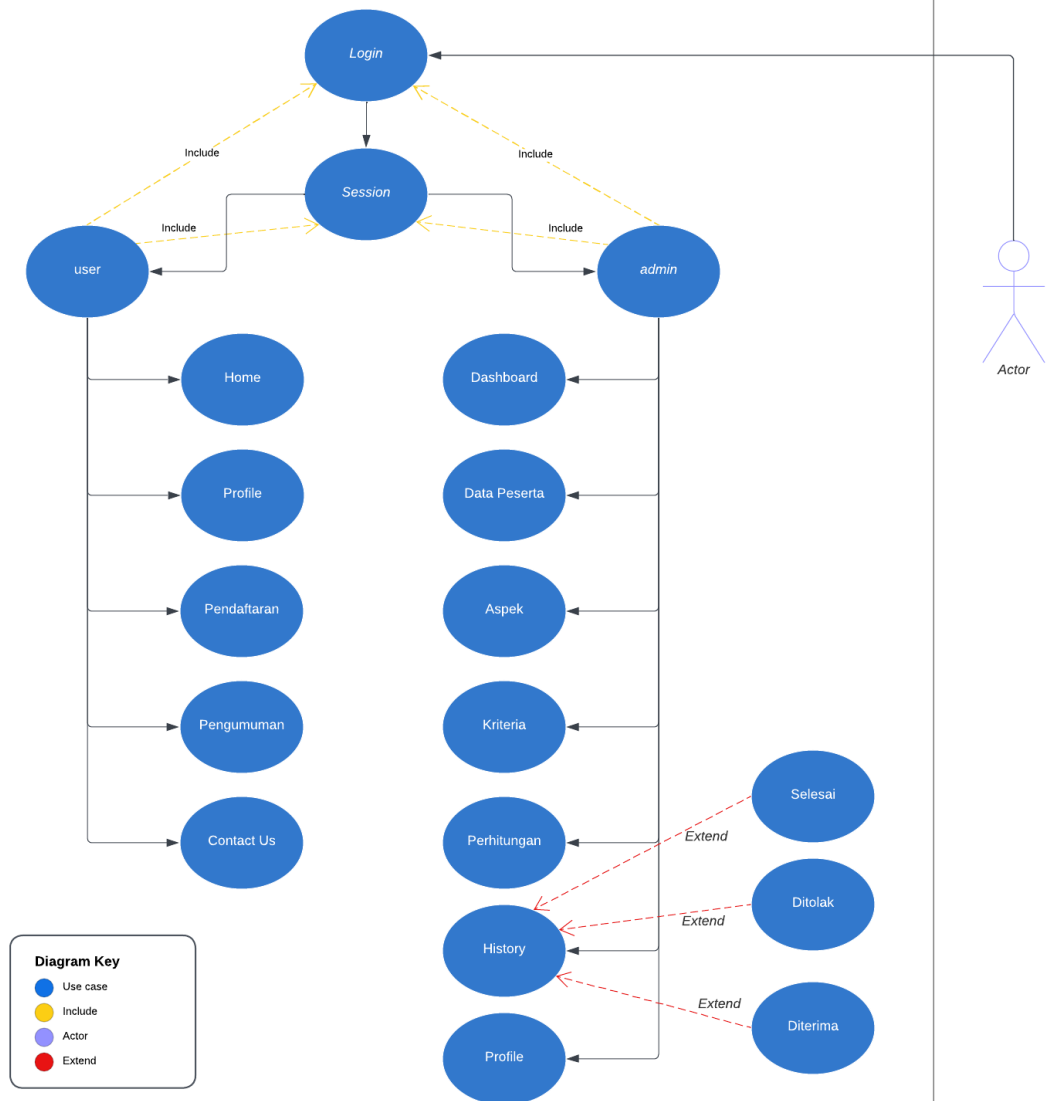 Login
Include
Include
Session
Include
Include
user
admin
Actor
Home
Dashboard
Profile
Data Peserta
Pendaftaran
Aspek
Pengumuman
Kriteria
Selesai
Contact Us
Perhitungan
Extend
Ditolak
Extend
History
Extend
Diterima
Profile
Diagram Key
Use case
Include
Actor
Extend